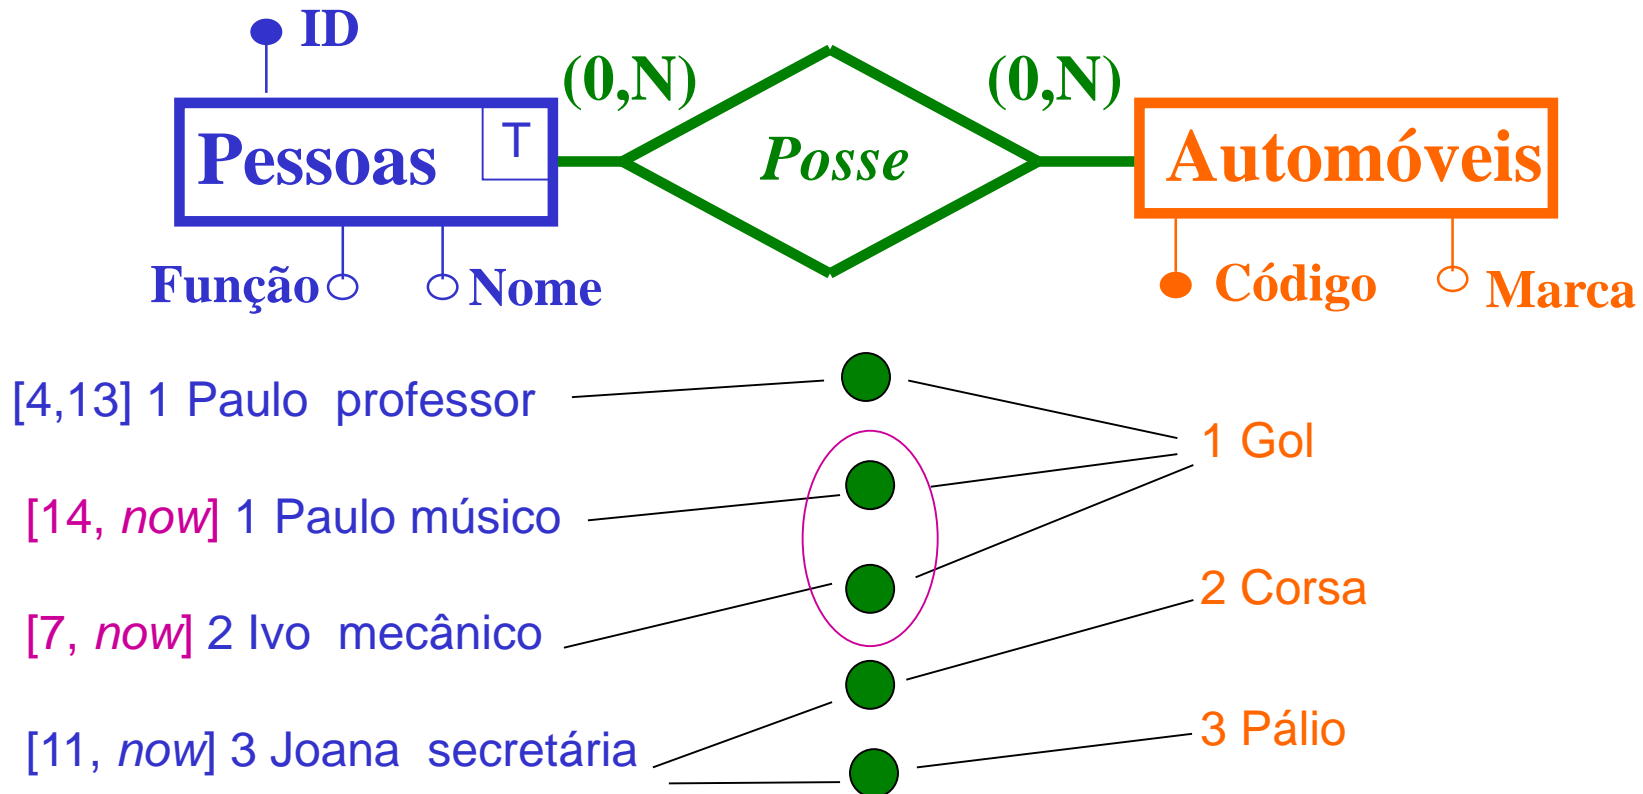 ID
(0,N) (0,N)
Pessoas T Posse Automóveis
Função Nome Código Marca
[4,13] 1 Paulo professor
1 Gol
[14, now] 1 Paulo músico
2 Corsa
[7, now] 2 Ivo mecânico
3 Pálio
[11, now] 3 Joana secretária